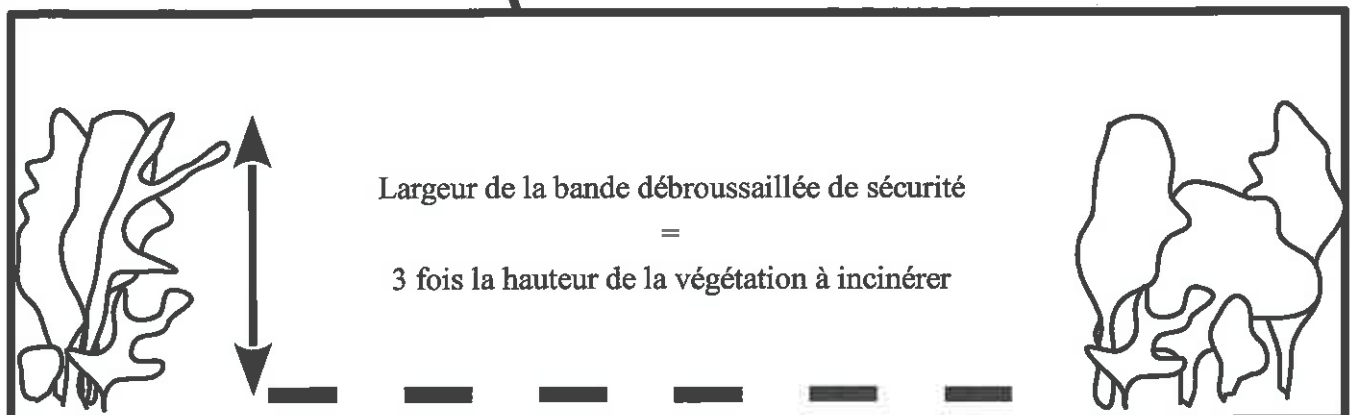 Largeur de la bande débroussaillée de sécurité
=
3 fois la hauteur de la végétation à incinérer